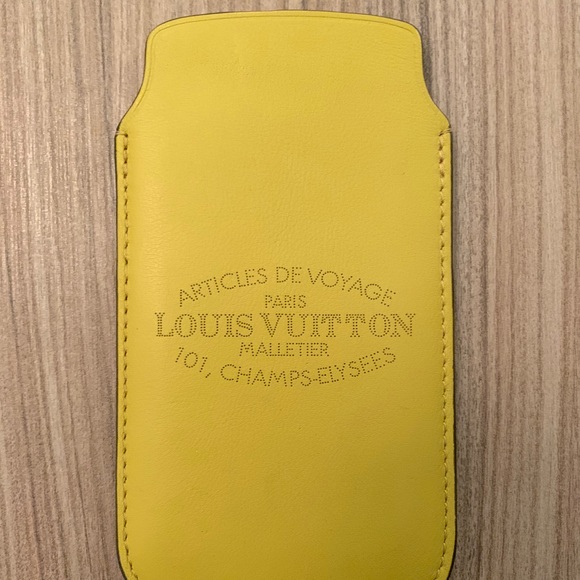 ARTICLES DE VOYAGE
PARIS
LOUIS VUITTON
MALLETIER
101, CHAMPS-ELYSEES